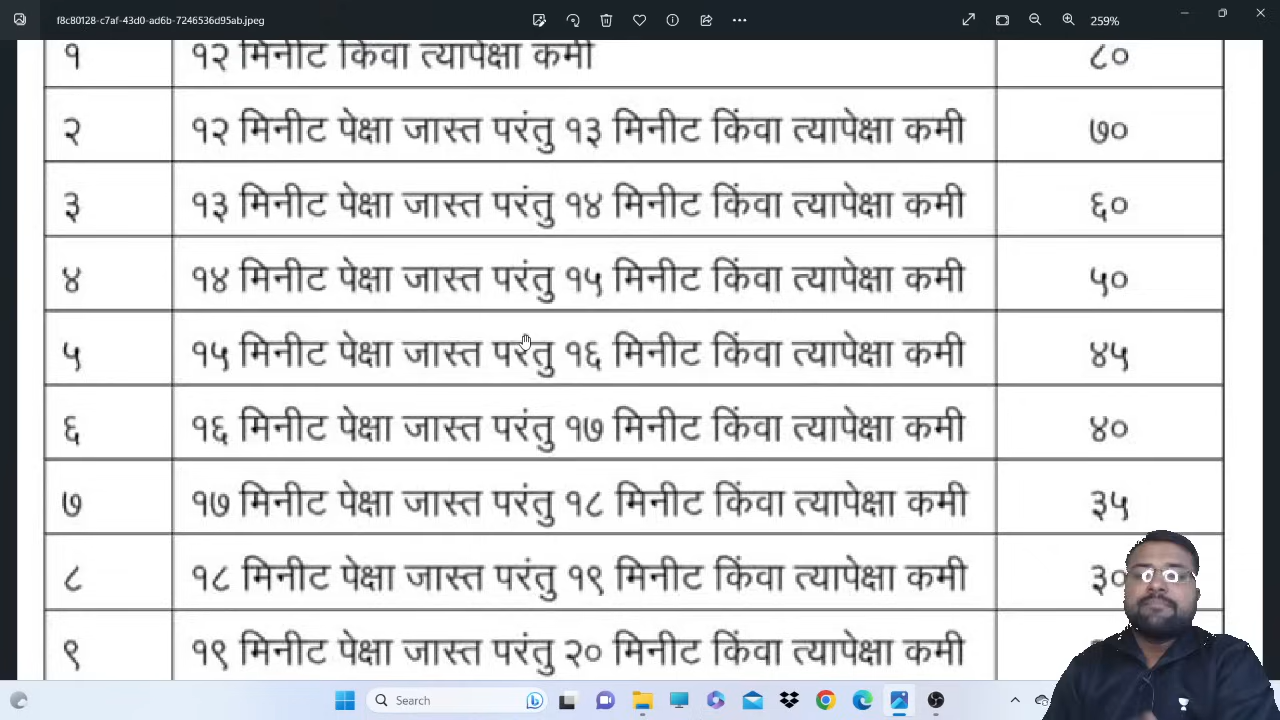 f8c80128-c7af-43d0-ad6b-7246536d95ab.jpeg 259%
१ १२ मिनीट किंवा त्यापेक्षा कमी ८०
२ १२ मिनीट पेक्षा जास्त परंतु १३ मिनीट किंवा त्यापेक्षा कमी ७०
३ १३ मिनीट पेक्षा जास्त परंतु १४ मिनीट किंवा त्यापेक्षा कमी ६०
४ १४ मिनीट पेक्षा जास्त परंतु १५ मिनीट किंवा त्यापेक्षा कमी ५०
५ १५ मिनीट पेक्षा जास्त परंतु १६ मिनीट किंवा त्यापेक्षा कमी ४५
६ १६ मिनीट पेक्षा जास्त परंतु १७ मिनीट किंवा त्यापेक्षा कमी ४०
७ १७ मिनीट पेक्षा जास्त परंतु १८ मिनीट किंवा त्यापेक्षा कमी ३५
८ १८ मिनीट पेक्षा जास्त परंतु १९ मिनीट किंवा त्यापेक्षा कमी ३०
९ १९ मिनीट पेक्षा जास्त परंतु २० मिनीट किंवा त्यापेक्षा कमी
Search